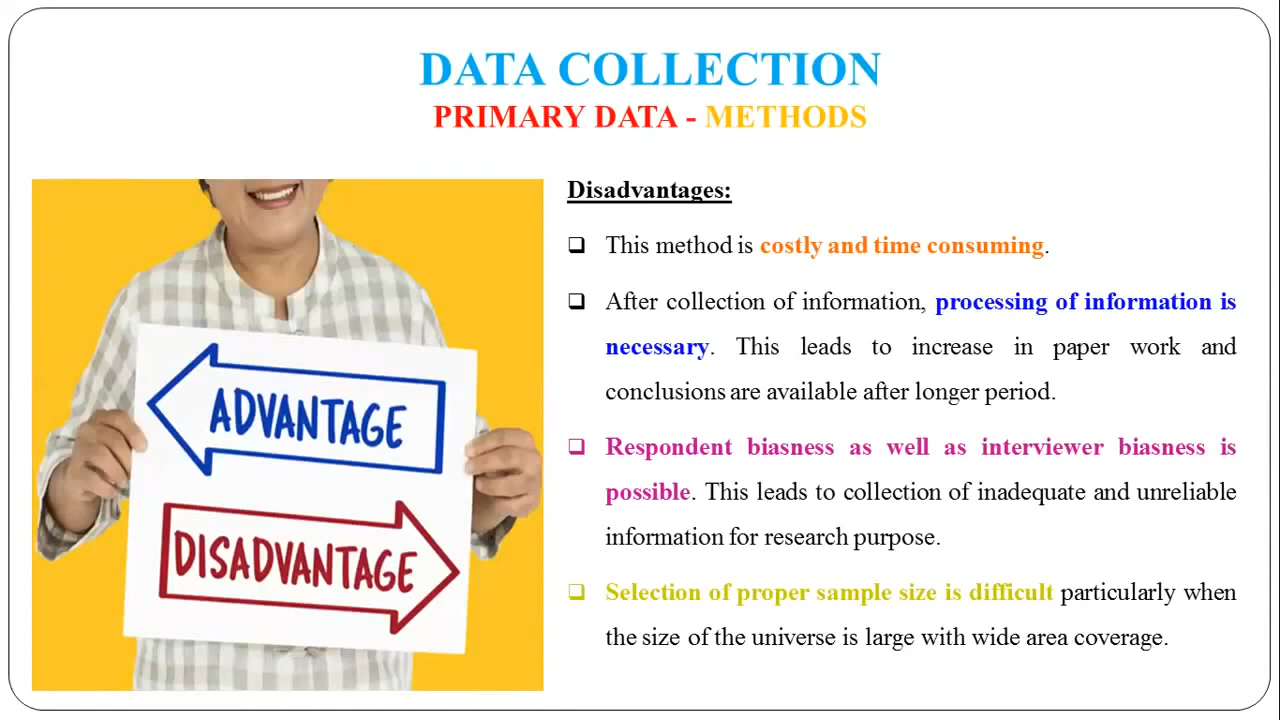 DATA COLLECTION
PRIMARY DATA - METHODS
ADVANTAGE
DISADVANTAGE
Disadvantages:
This method is costly and time consuming.
After collection of information, processing of information is
necessary. This leads to increase in paper work and
conclusions are available after longer period.
Respondent biasness as well as interviewer biasness is
possible. This leads to collection of inadequate and unreliable
information for research purpose.
Selection of proper sample size is difficult particularly when
the size of the universe is large with wide area coverage.